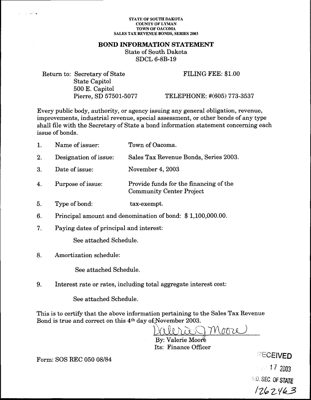 STATE OF SOUTH DAKOTA
COUNTY OF LYMAN
TOWN OF OACOMA
SALES TAX REVENUE BONDS, SERIES 2003
BOND INFORMATION STATEMENT
State of South Dakota
SDCL 6-8B-19
Return to: Secretary of State FILING FEE: $1.00
State Capitol
500 E. Capitol
Pierre, SD 57501-5077 TELEPHONE: #(605) 773-3537
Every public body, authority, or agency issuing any general obligation, revenue,
improvements, industrial revenue, special assessment, or other bonds of any type
shall file with the Secretary of State a bond information statement concerning each
issue of bonds.
1. Name of issuer: Town of Oacoma.
2. Designation of issue: Sales Tax Revenue Bonds, Series 2003.
3. Date of issue: November 4, 2003
4. Purpose of issue: Provide funds for the financing of the
Community Center Project
5. Type of bond: tax-exempt.
6. Principal amount and denomination of bond: $ 1,100,000.00.
7. Paying dates of principal and interest:
See attached Schedule.
8. Amortization schedule:
See attached Schedule.
9. Interest rate or rates, including total aggregate interest cost:
See attached Schedule.
This is to certify that the above information pertaining to the Sales Tax Revenue
Bond is true and correct on this 4th day of November 2003.
Valerie J Moore
By: Valerie Moore
Its: Finance Officer
Form: SOS REC 050 08/84
RECEIVED
17 2003
SEC OF STATE
1262463